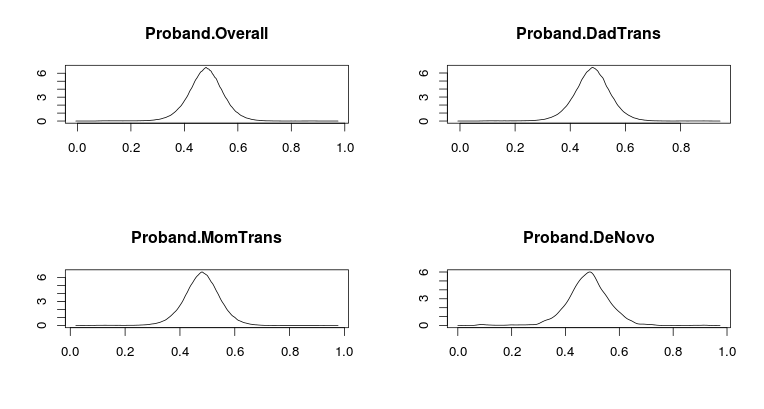 Proband.Overall
0 3 6
0.0 0.2 0.4 0.6 0.8 1.0
Proband.DadTrans
0 3 6
0.0 0.2 0.4 0.6 0.8
Proband.MomTrans
0 3 6
0.0 0.2 0.4 0.6 0.8 1.0
Proband.DeNovo
0 3 6
0.0 0.2 0.4 0.6 0.8 1.0